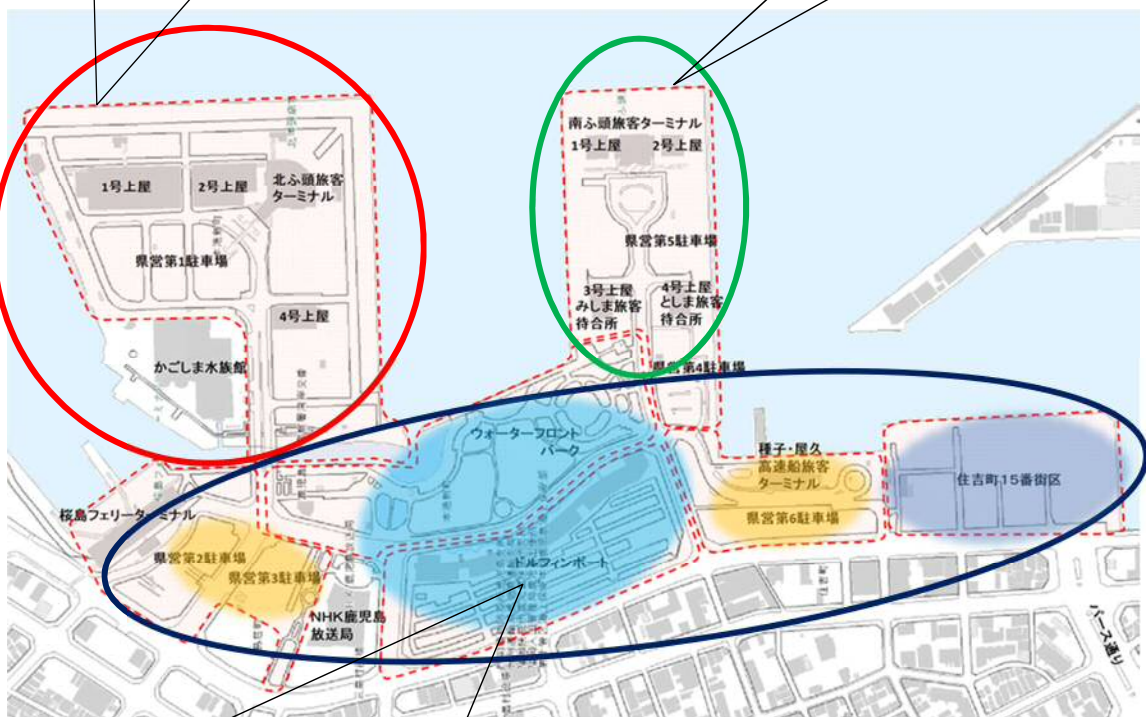 南ふ頭旅客ターミナル
1号上屋
2号上屋
1号上屋
2号上屋
北ふ頭旅客
ターミナル
県営第1駐車場
県営第5駐車場
3号上屋
みしま旅客
待合所
4号上屋
としま旅客
待合所
4号上屋
かごしま水族館
県営第4駐車場
ウォーターフロント
パーク
種子・屋久
高速船旅客
ターミナル
住吉町15番街区
桜島フェリーターミナル
県営第6駐車場
県営第2駐車場
県営第3駐車場
ドルフィンポート
NHK鹿児島
放送局
パース通り